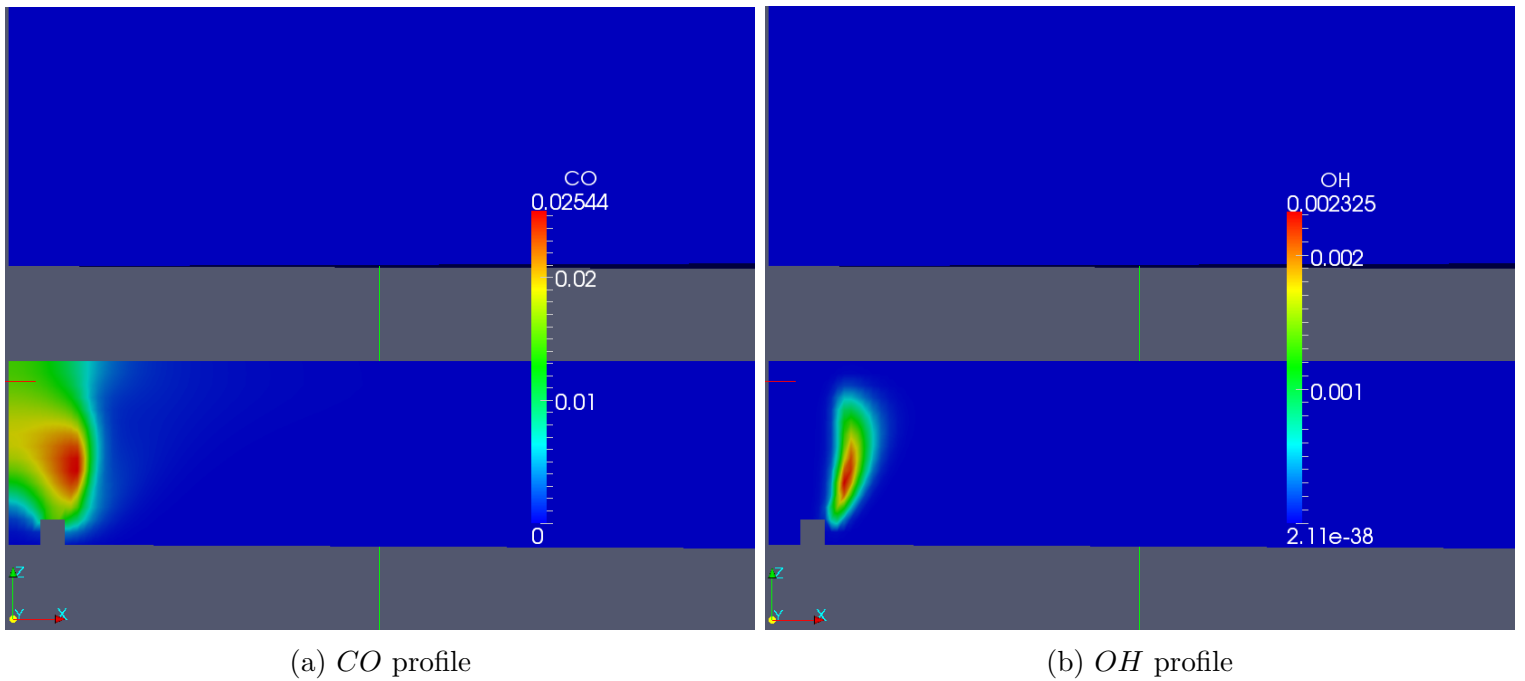 CO
0.02544
0.02
0.01
0
Z
Y X
OH
0.002325
0.002
0.001
2.11e-38
Z
Y X
(a) CO profile
(b) OH profile